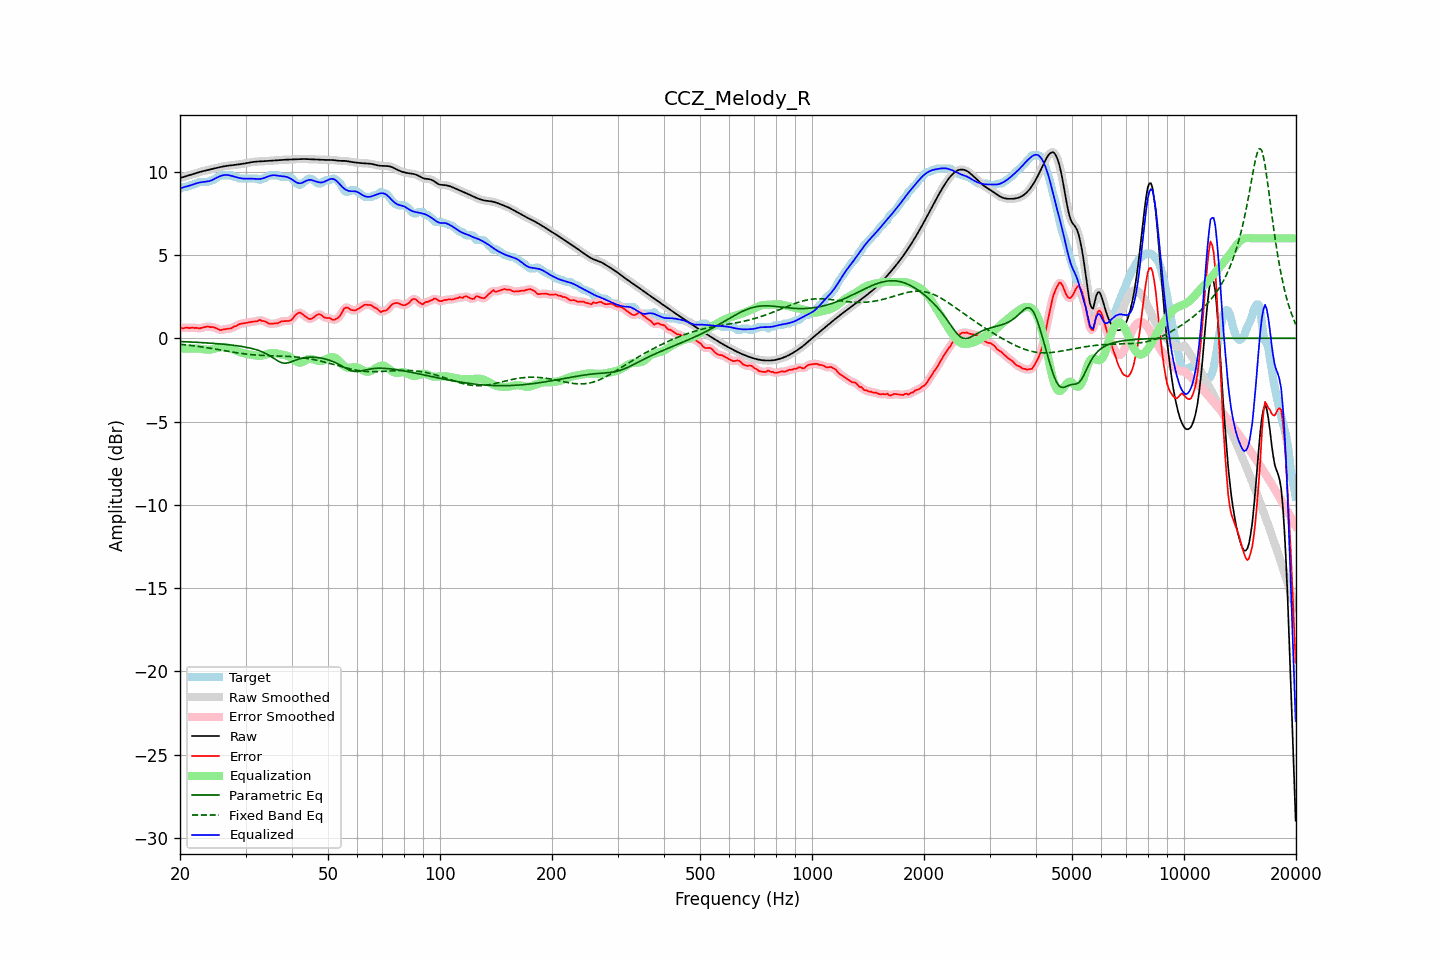 CCZ_Melody_R
10
5
0
−5
−10
−15
−20
−25
−30
Amplitude (dBr)
Target
Raw Smoothed
Error Smoothed
Raw
Error
Equalization
Parametric Eq
Fixed Band Eq
Equalized
20 50 100 200 500 1000 2000 5000 10000 20000
Frequency (Hz)